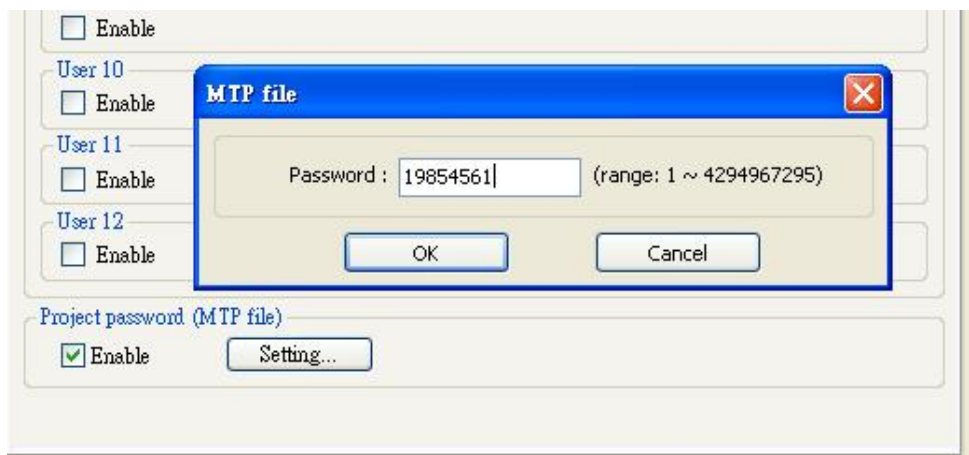 Enable
User 10
Enable
MTP file
User 11
Enable
Password : 19854561 (range: 1 ~ 4294967295)
User 12
Enable
OK Cancel
Project password (MTP file)
Enable Setting...